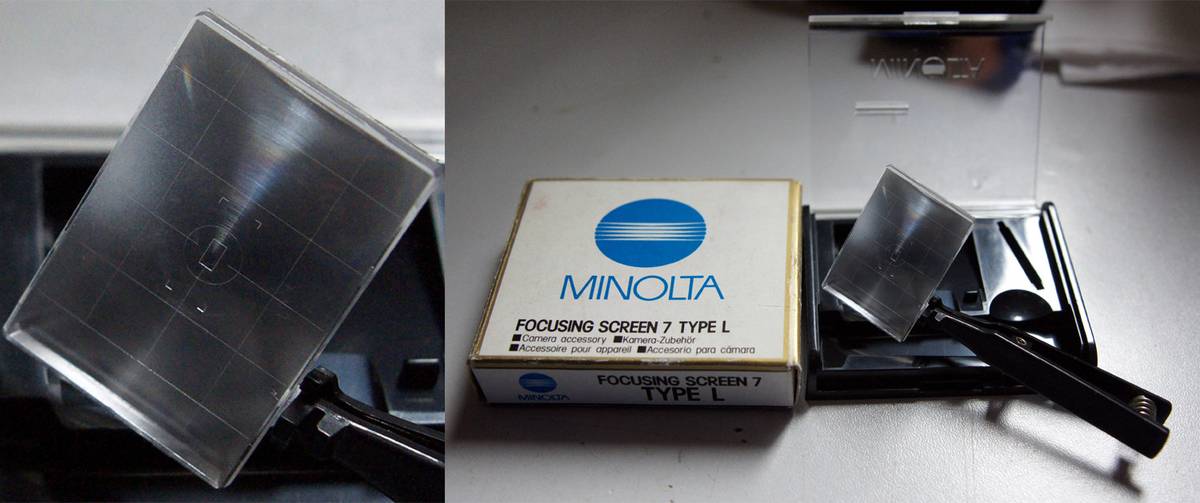 MINOLTA
MINOLTA
FOCUSING SCREEN 7 TYPE L
■Camera accessory ■Kamera-Zubehör
■Accessoire pour appareil ■Accesorio para cámara
FOCUSING SCREEN 7
MINOLTA
TYPE L